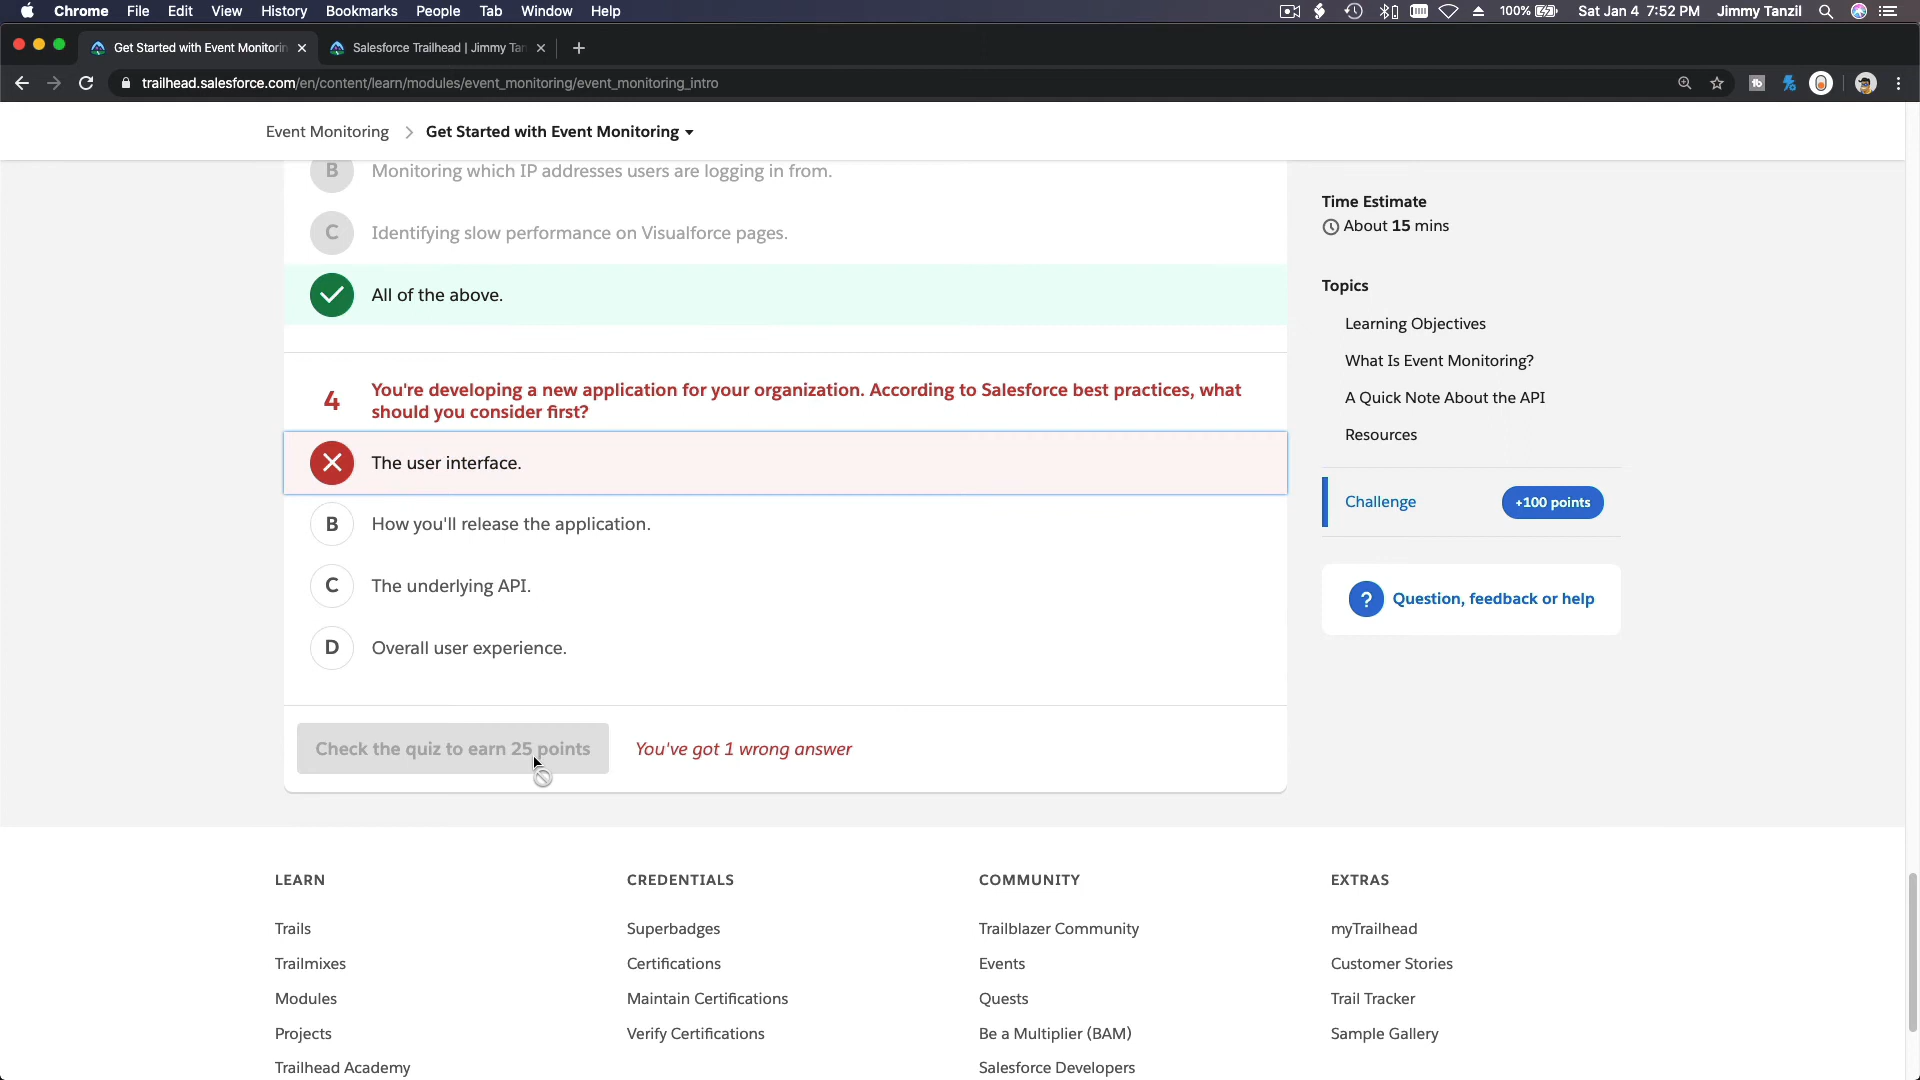 Chrome File Edit View History Bookmarks People Tab Window Help 100% Sat Jan 4 7:52 PM Jimmy Tanzil
Get Started with Event Monitorin Salesforce Trailhead | Jimmy Tan
trailhead.salesforce.com/en/content/learn/modules/event_monitoring/event_monitoring_intro
Event Monitoring > Get Started with Event Monitoring
B Monitoring which IP addresses users are logging in from.
C Identifying slow performance on Visualforce pages.
All of the above.
4 You're developing a new application for your organization. According to Salesforce best practices, what
should you consider first?
The user interface.
B How you'll release the application.
C The underlying API.
D Overall user experience.
Check the quiz to earn 25 points You've got 1 wrong answer
Time Estimate
About 15 mins
Topics
Learning Objectives
What Is Event Monitoring?
A Quick Note About the API
Resources
Challenge +100 points
? Question, feedback or help
LEARN
Trails
Trailmixes
Modules
Projects
Trailhead Academy
CREDENTIALS
Superbadges
Certifications
Maintain Certifications
Verify Certifications
COMMUNITY
Trailblazer Community
Events
Quests
Be a Multiplier (BAM)
Salesforce Developers
EXTRAS
myTrailhead
Customer Stories
Trail Tracker
Sample Gallery